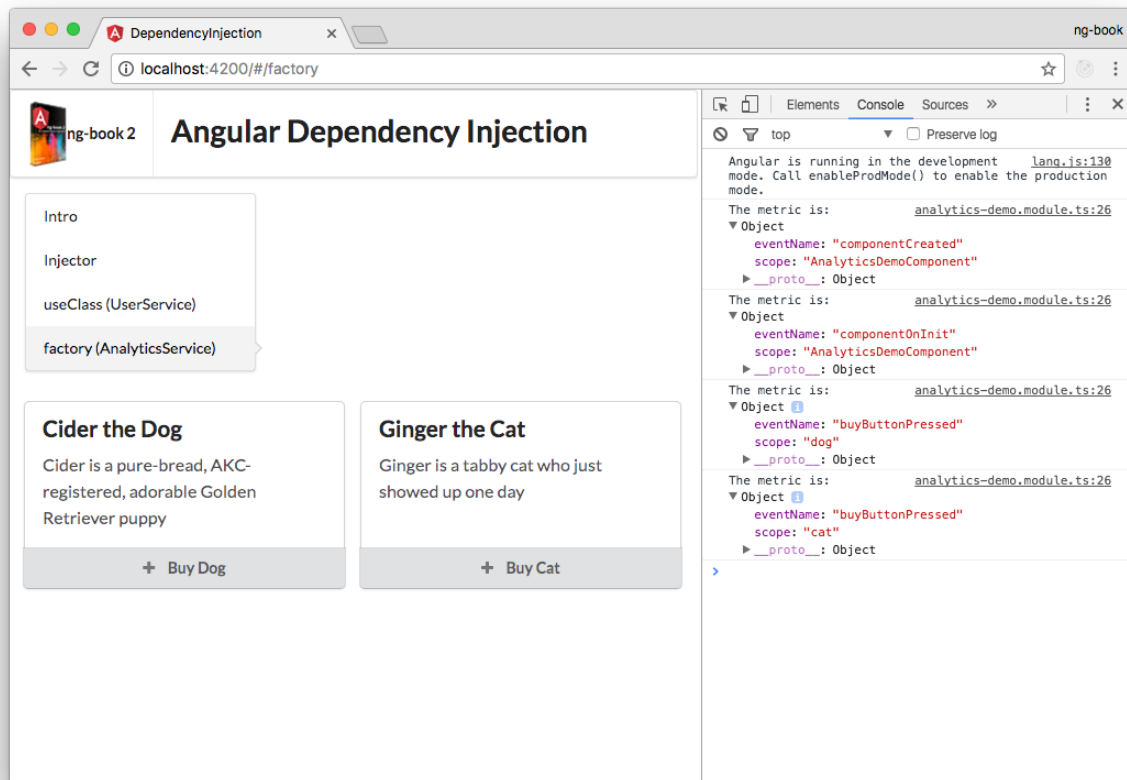 DependencyInjection
ng-book
localhost:4200/#/factory
ng-book 2
Angular Dependency Injection
Intro
Injector
useClass (UserService)
factory (AnalyticsService)
Cider the Dog
Cider is a pure-bread, AKC-
registered, adorable Golden
Retriever puppy
Buy Dog
Ginger the Cat
Ginger is a tabby cat who just
showed up one day
Buy Cat
Elements Console Sources »
top Preserve log
Angular is running in the development lang.js:130
mode. Call enableProdMode() to enable the production
mode.
The metric is: analytics-demo.module.ts:26
▼Object
eventName: "componentCreated"
scope: "AnalyticsDemoComponent"
▶__proto__: Object
The metric is: analytics-demo.module.ts:26
▼Object
eventName: "componentOnInit"
scope: "AnalyticsDemoComponent"
▶__proto__: Object
The metric is: analytics-demo.module.ts:26
▼Object i
eventName: "buyButtonPressed"
scope: "dog"
▶__proto__: Object
The metric is: analytics-demo.module.ts:26
▼Object i
eventName: "buyButtonPressed"
scope: "cat"
▶__proto__: Object
>